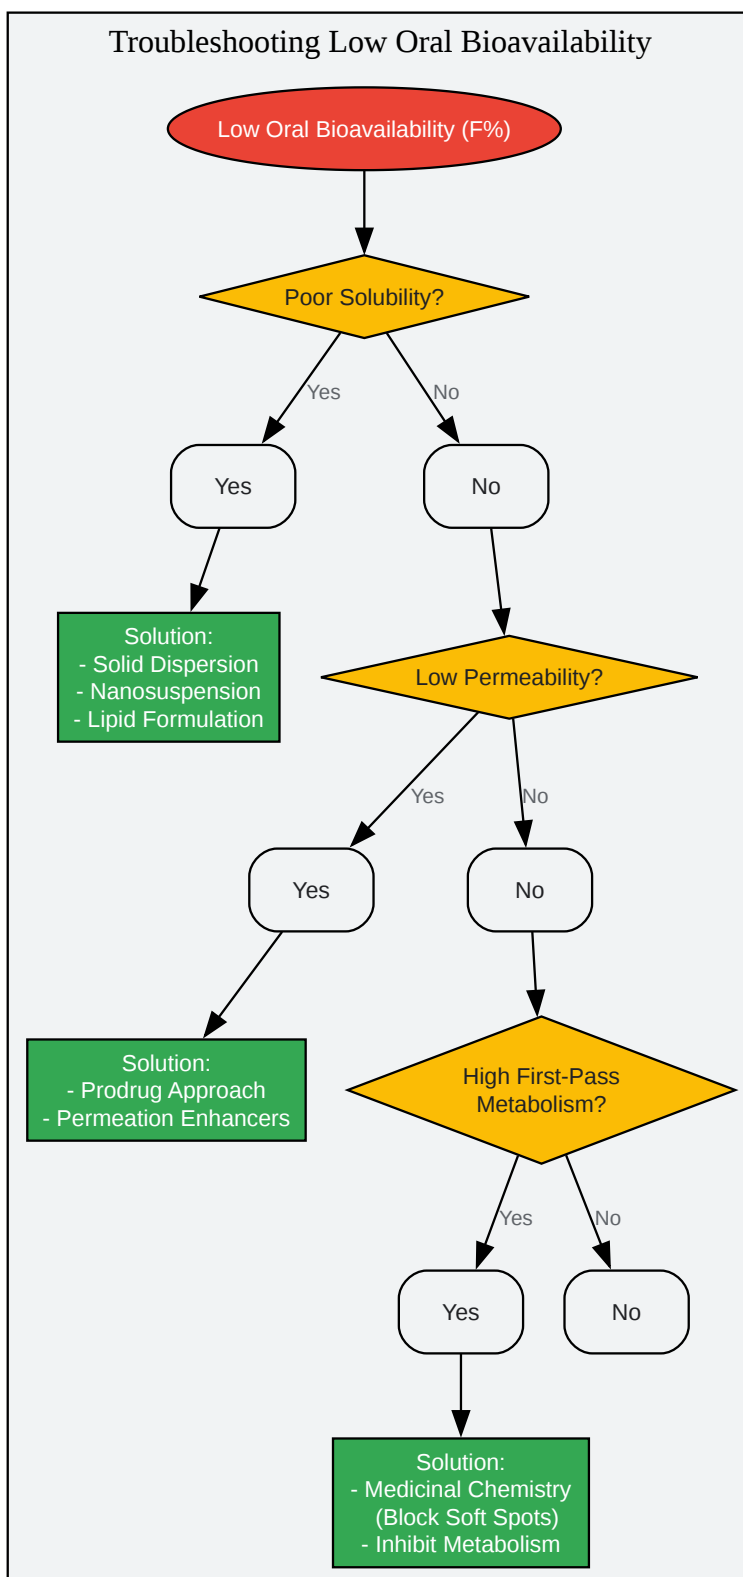 Troubleshooting Low Oral Bioavailability
Low Oral Bioavailability (F%)
Poor Solubility?
Yes
No
Yes
No
Solution:
- Solid Dispersion
- Nanosuspension
- Lipid Formulation
Low Permeability?
Yes
No
Yes
No
Solution:
- Prodrug Approach
- Permeation Enhancers
High First-Pass
Metabolism?
Yes
No
Yes
No
Solution:
- Medicinal Chemistry
(Block Soft Spots)
- Inhibit Metabolism